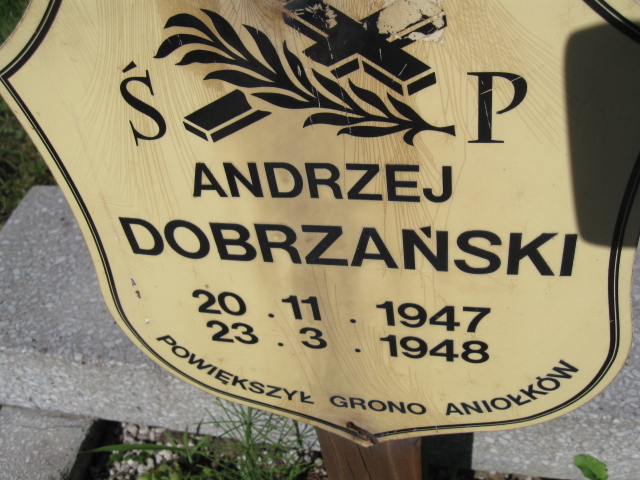 Ś P
ANDRZEJ
DOBRZAŃSKI
20 . 11 . 1947
23 . 3 . 1948
POWIĘKSZYŁ GRONO ANIOŁKÓW